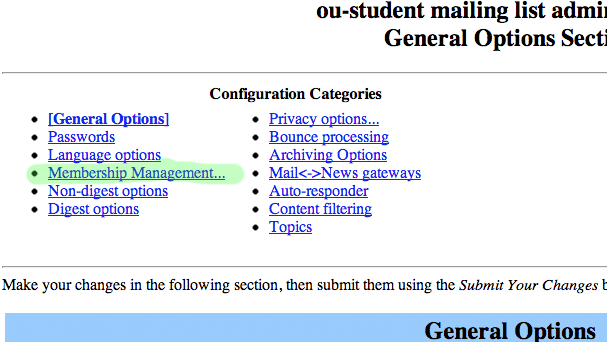 ou-student mailing list
General Options
Configuration Categories
[General Options]
Passwords
Language options
Membership Management...
Non-digest options
Digest options
Privacy options...
Bounce processing
Archiving Options
Mail<->News gateways
Auto-responder
Content filtering
Topics
Make your changes in the following section, then submit them using the Submit Your Changes
General Options